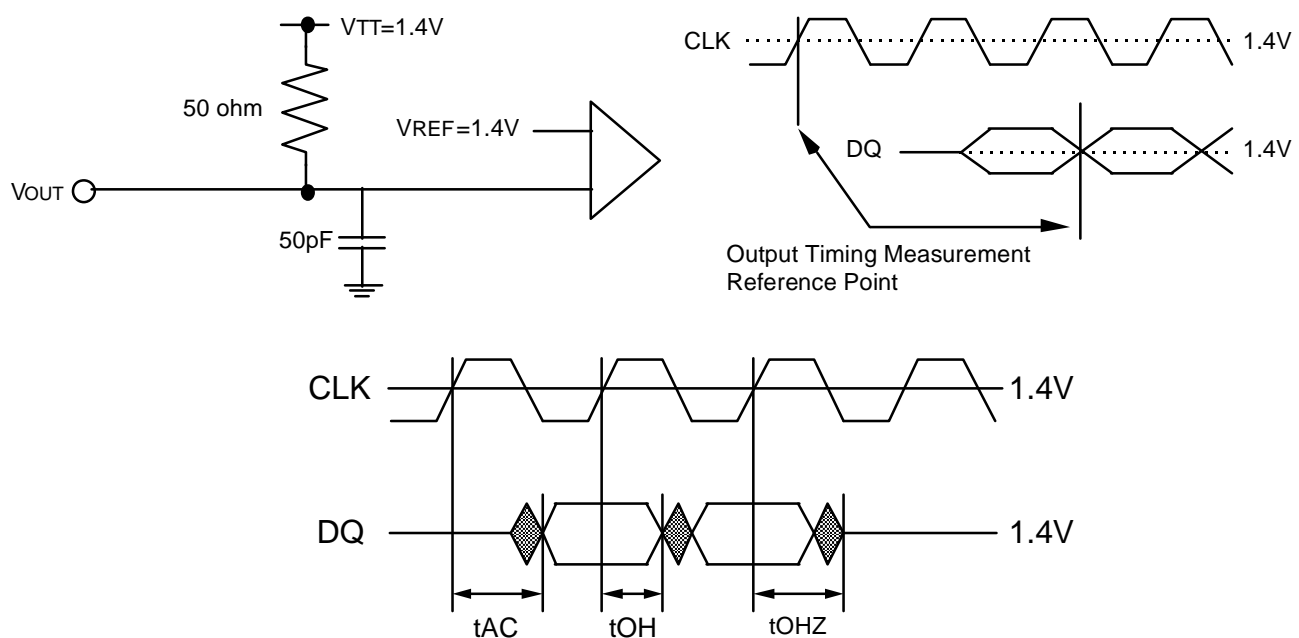 VTT=1.4V
50 ohm
VREF=1.4V
VOUT
50pF
CLK
1.4V
DQ
1.4V
Output Timing Measurement
Reference Point
CLK
1.4V
DQ
1.4V
tAC
tOH
tOHZ